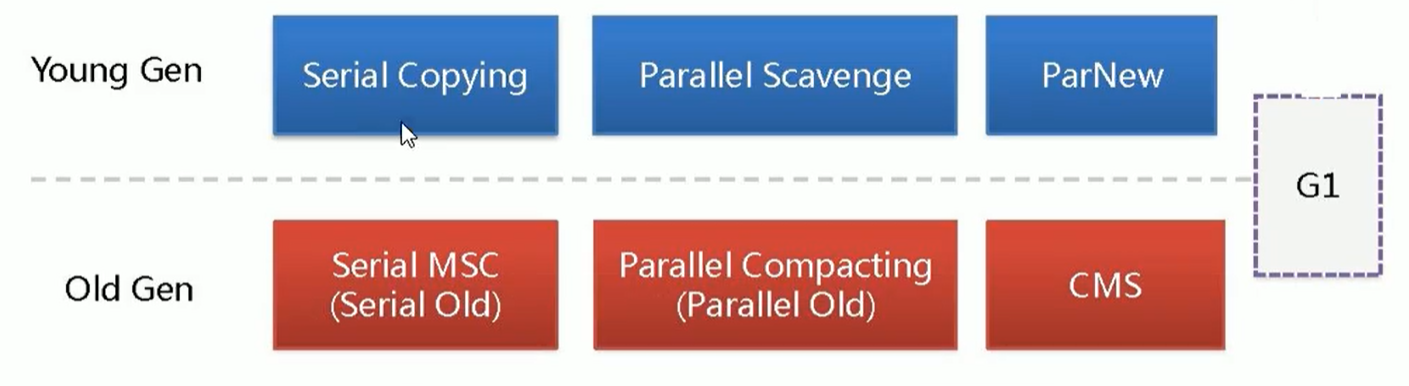 Young Gen
Serial Copying
Parallel Scavenge
ParNew
G1
Old Gen
Serial MSC
(Serial Old)
Parallel Compacting
(Parallel Old)
CMS